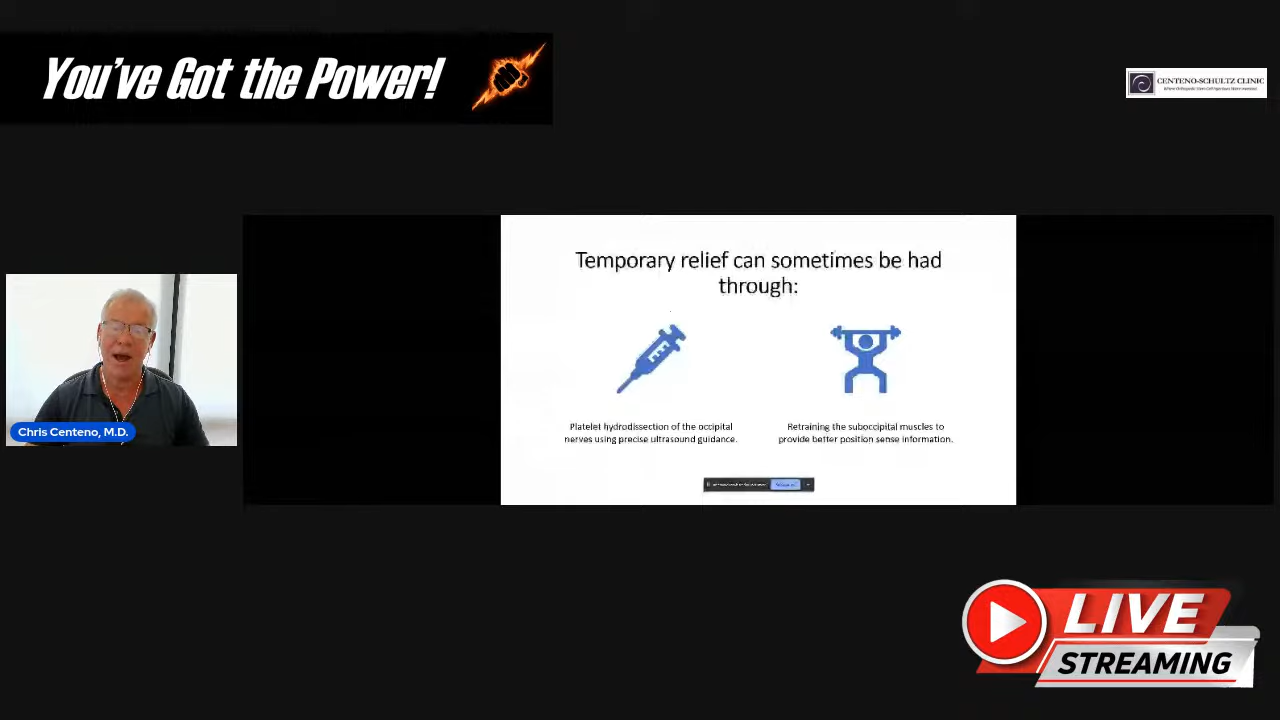 You've Got the Power!
CENTENO-SCHULTZ CLINIC
Temporary relief can sometimes be had
through:
Platelet hydrodissection of the occipital
nerves using precise ultrasound guidance.
Retraining the suboccipital muscles to
provide better position sense information.
Chris Centeno, M.D.
LIVE
STREAMING